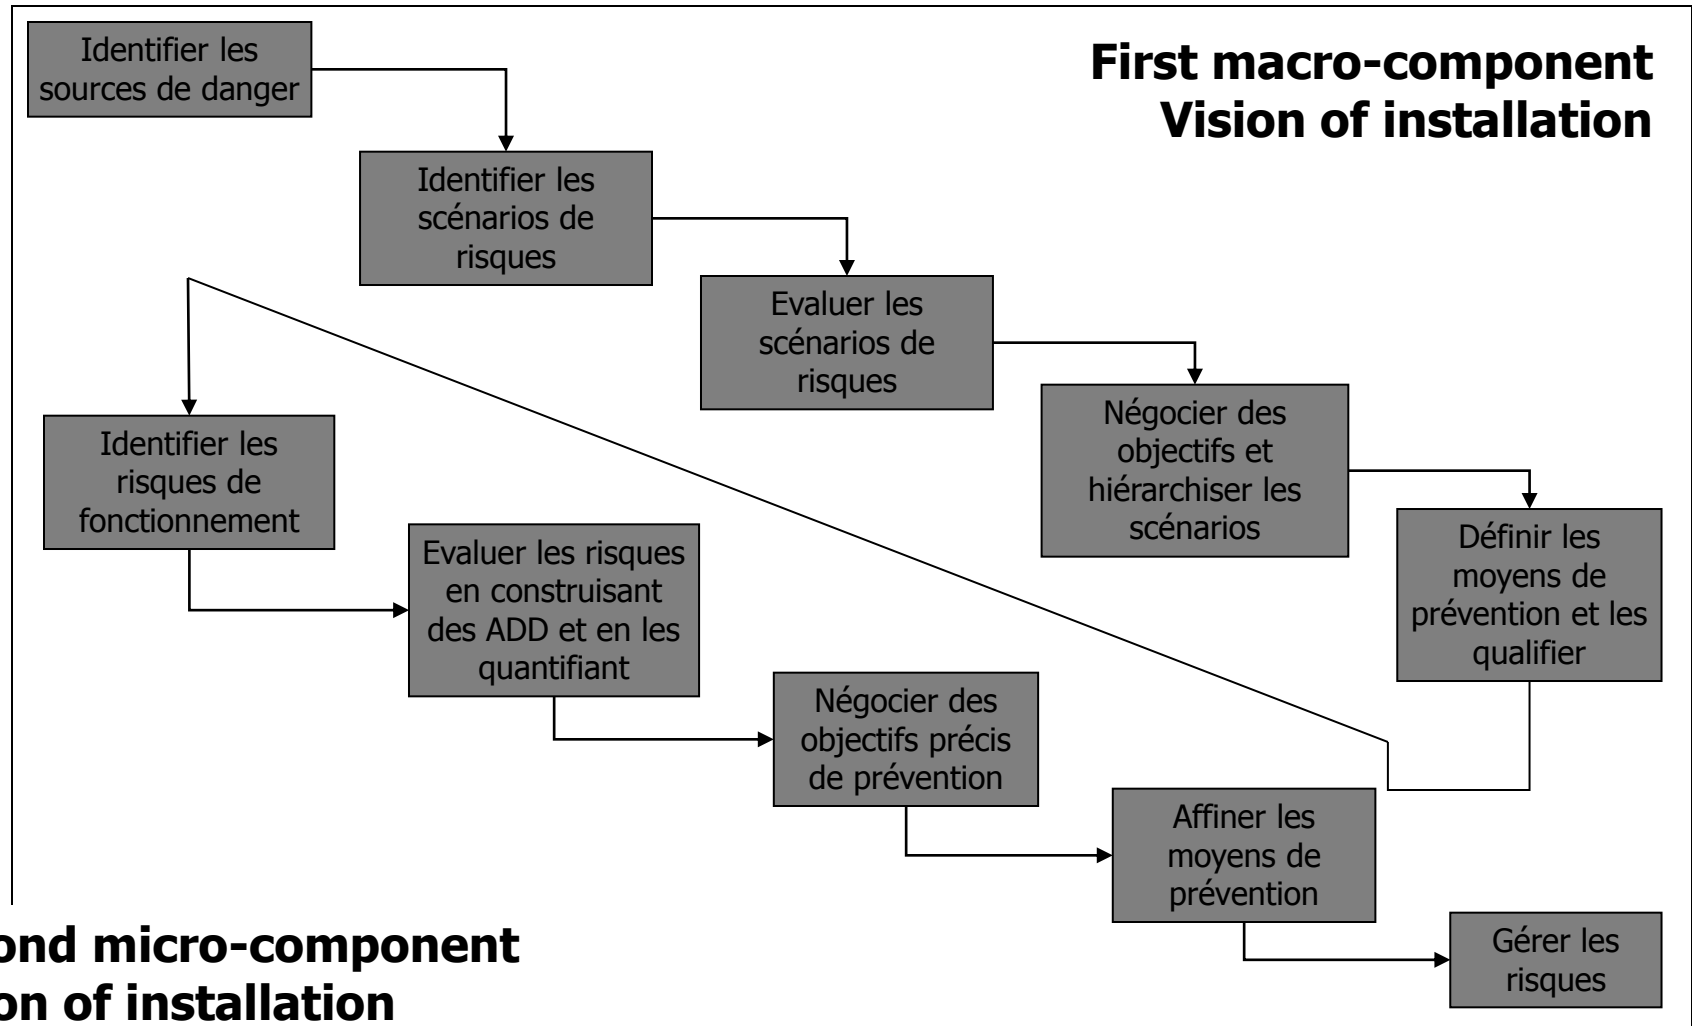 Identifier les
sources de danger
First macro-component
Vision of installation
Identifier les
scénarios de
risques
Evaluer les
scénarios de
risques
Négocier des
objectifs et
hiérarchiser les
scénarios
Définir les
moyens de
prévention et les
qualifier
Identifier les
risques de
fonctionnement
Evaluer les risques
en construisant
des ADD et en les
quantifiant
Négocier des
objectifs précis
de prévention
Affiner les
moyens de
prévention
Gérer les
risques
ond micro-component
on of installation